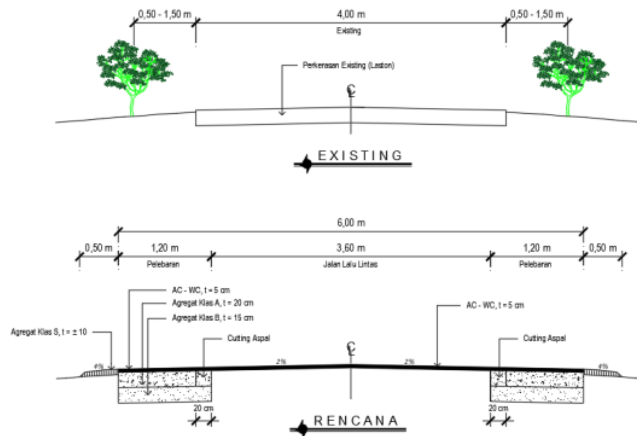 0,50 - 1,50 m
4,00 m
0,50 - 1,50 m
Existing
Perkerasan Existing (Laston)
CL
EXISTING
6,00 m
0,50 m
1,20 m
3,60 m
1,20 m
0,50 m
Pelebaran
Jalan Lalu Lintas
Pelebaran
AC - WC, t = 5 cm
Agregat Klas A, t = 20 cm
Agregat Klas B, t = 15 cm
AC - WC, t = 5 cm
Agregat Klas S, t = ± 10
Cutting Aspal
CL
Cutting Aspal
4%
2%
2%
4%
20 cm
20 cm
RENCANA